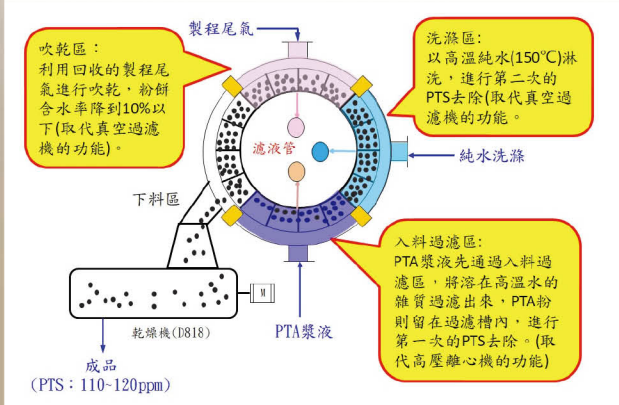 製程尾氣
吹乾區：
利用回收的製程尾
氣進行吹乾，粉餅
含水率降到10%以
下(取代真空過濾
機的功能)。
洗滌區：
以高溫純水(150℃)淋
洗，進行第二次的
PTS去除(取代真空過
濾機的功能。
濾液管
純水洗滌
下料區
入料過濾區:
PTA漿液先通過入料過
濾區，將溶在高溫水的
雜質過濾出來，PTA粉
則留在過濾槽內，進行
第一次的PTS去除。(取
代高壓離心機的功能)
M
乾燥機(D818)
PTA漿液
成品
(PTS：110~120ppm)